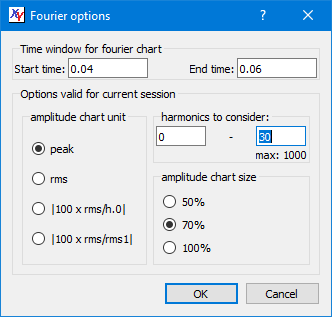 XY Fourier options ?
Time window for fourier chart
Start time: 0.04 End time: 0.06
Options valid for current session
amplitude chart unit
peak
rms
|100 x rms/h.0|
|100 x rms/rms1|
harmonics to consider:
0 - 30
max: 1000
amplitude chart size
50%
70%
100%
OK Cancel